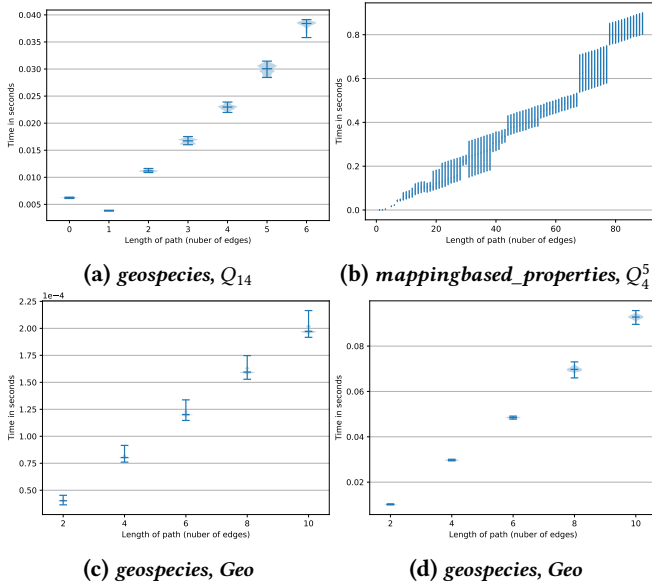 0.040
0.035
0.030
0.025
0.020
0.015
0.010
0.005
Time in seconds
0 1 2 3 4 5 6
Length of path (nuber of edges)
(a) geospecies, Q14
0.8
0.6
0.4
0.2
0.0
Time in seconds
0 20 40 60 80
Length of path (nuber of edges)
(b) mappingbased_properties, Q₄⁵
1e−4
2.25
2.00
1.75
1.50
1.25
1.00
0.75
0.50
Time in seconds
2 4 6 8 10
Length of path (nuber of edges)
(c) geospecies, Geo
0.08
0.06
0.04
0.02
Time in seconds
2 4 6 8 10
Length of path (nuber of edges)
(d) geospecies, Geo